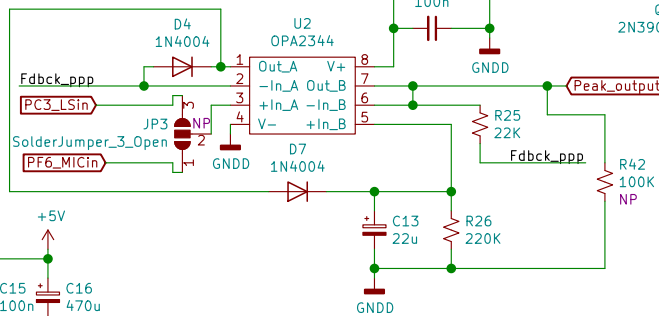 100n
2N390
D4
1N4004
U2
OPA2344
GNDD
Fdbck_ppp
1
Out_A
V+
8
2
-In_A
Out_B
7
Peak_output
PC3_LSin
3
3
+In_A
-In_B
6
JP3
NP
4
V-
+In_B
5
R25
22K
SolderJumper_3_Open
2
GNDD
PF6_MICin
1
Fdbck_ppp
D7
1N4004
R42
100K
NP
+5V
C13
22u
R26
220K
C15
100n
C16
470u
GNDD